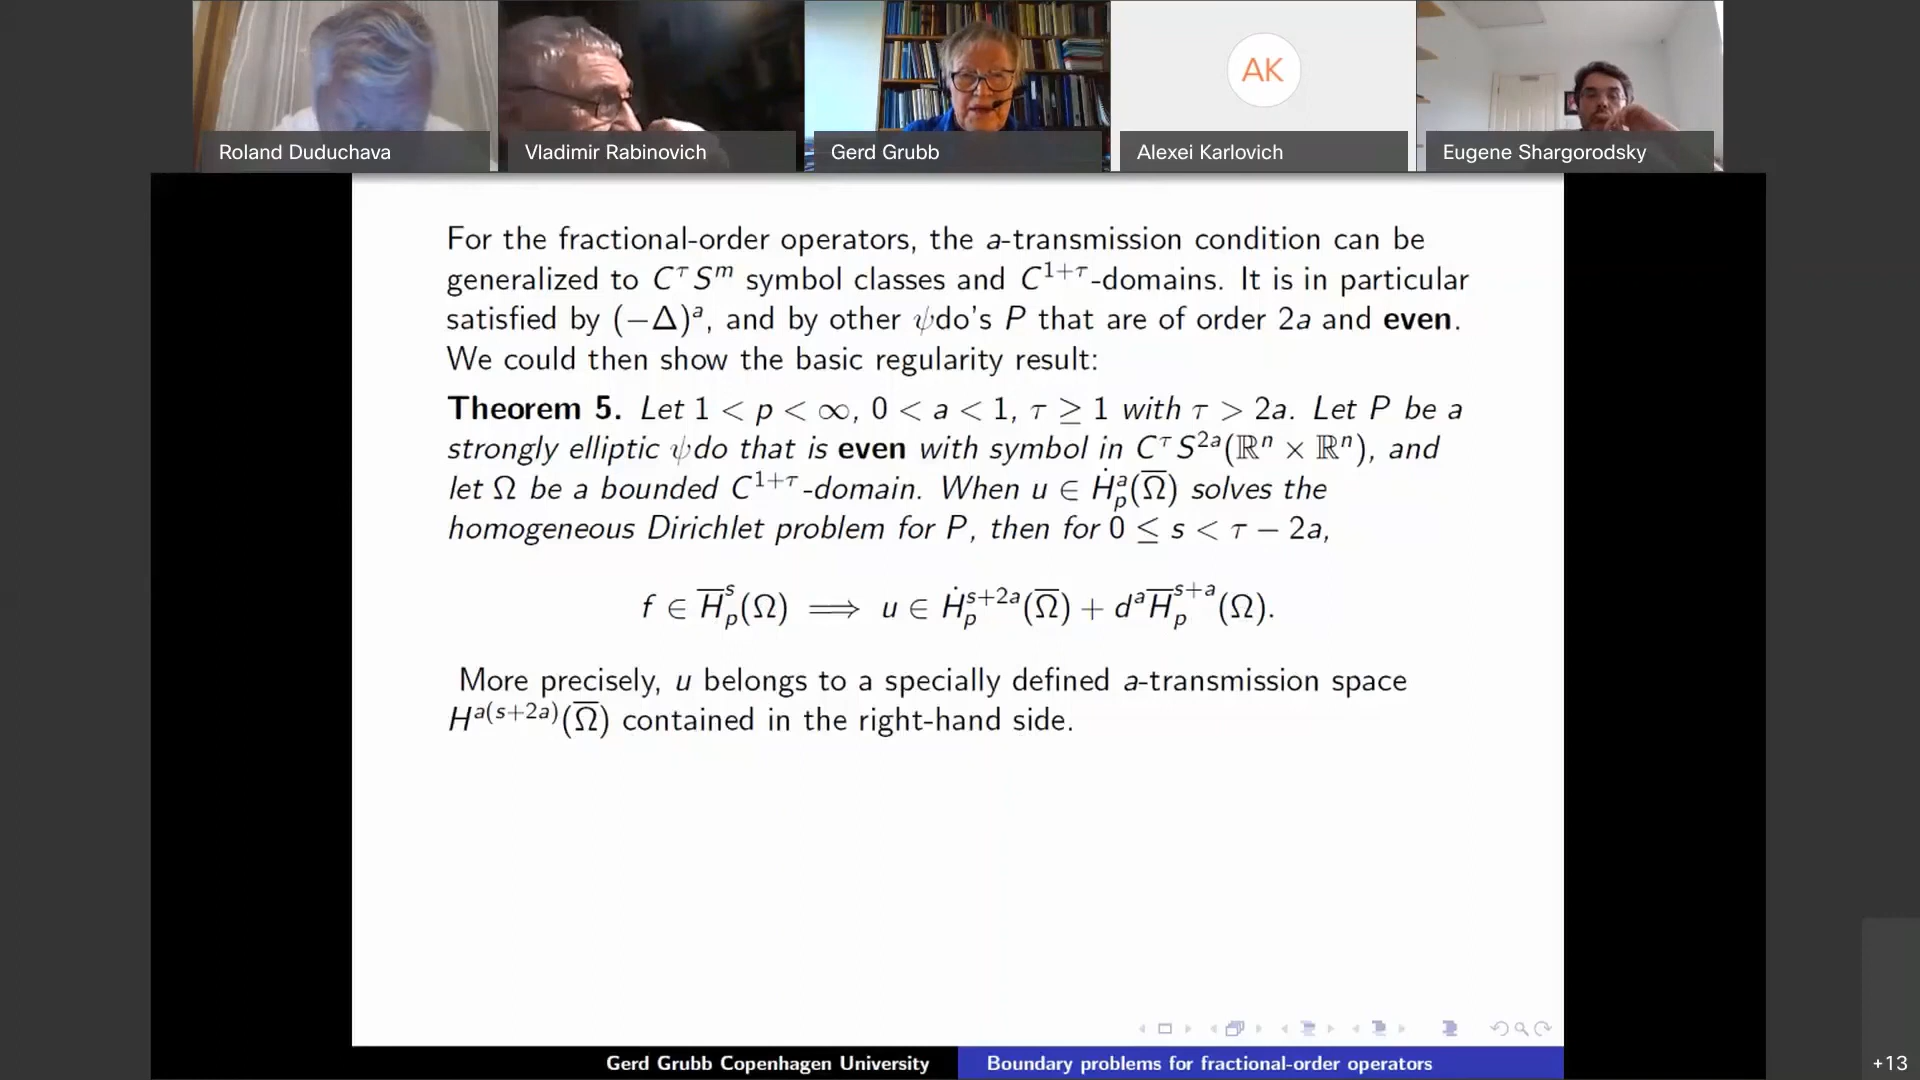 Roland Duduchava
Vladimir Rabinovich
Gerd Grubb
AK
Alexei Karlovich
Eugene Shargorodsky
For the fractional-order operators, the a-transmission condition can be
generalized to C^τ S^m symbol classes and C^{1+τ}-domains. It is in particular
satisfied by (−Δ)^a, and by other ψdo's P that are of order 2a and even.
We could then show the basic regularity result:
Theorem 5. Let 1 < p < ∞, 0 < a < 1, τ ≥ 1 with τ > 2a. Let P be a
strongly elliptic ψdo that is even with symbol in C^τ S^{2a}(ℝ^n × ℝ^n), and
let Ω be a bounded C^{1+τ}-domain. When u ∈ Ḣ_p^a(Ω̅) solves the
homogeneous Dirichlet problem for P, then for 0 ≤ s < τ − 2a,
f ∈ H̅_p^s(Ω) ⟹ u ∈ Ḣ_p^{s+2a}(Ω̅) + d^a H̅_p^{s+a}(Ω).
More precisely, u belongs to a specially defined a-transmission space
H^{a(s+2a)}(Ω̅) contained in the right-hand side.
Gerd Grubb Copenhagen University
Boundary problems for fractional-order operators
+13